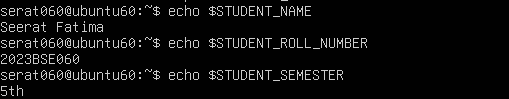 serat060@ubuntu60:~$ echo $STUDENT_NAME
Seerat Fatima
serat060@ubuntu60:~$ echo $STUDENT_ROLL_NUMBER
2023BSE060
serat060@ubuntu60:~$ echo $STUDENT_SEMESTER
5th